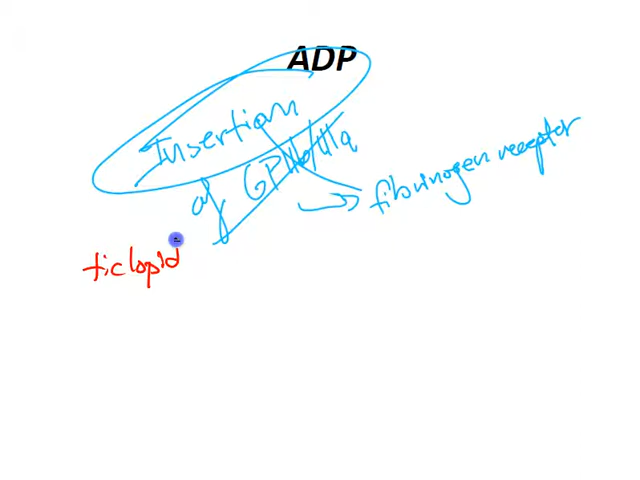 ADP
Insertion
of GPIIb/IIIa
fibrinogen receptor
ticlopid